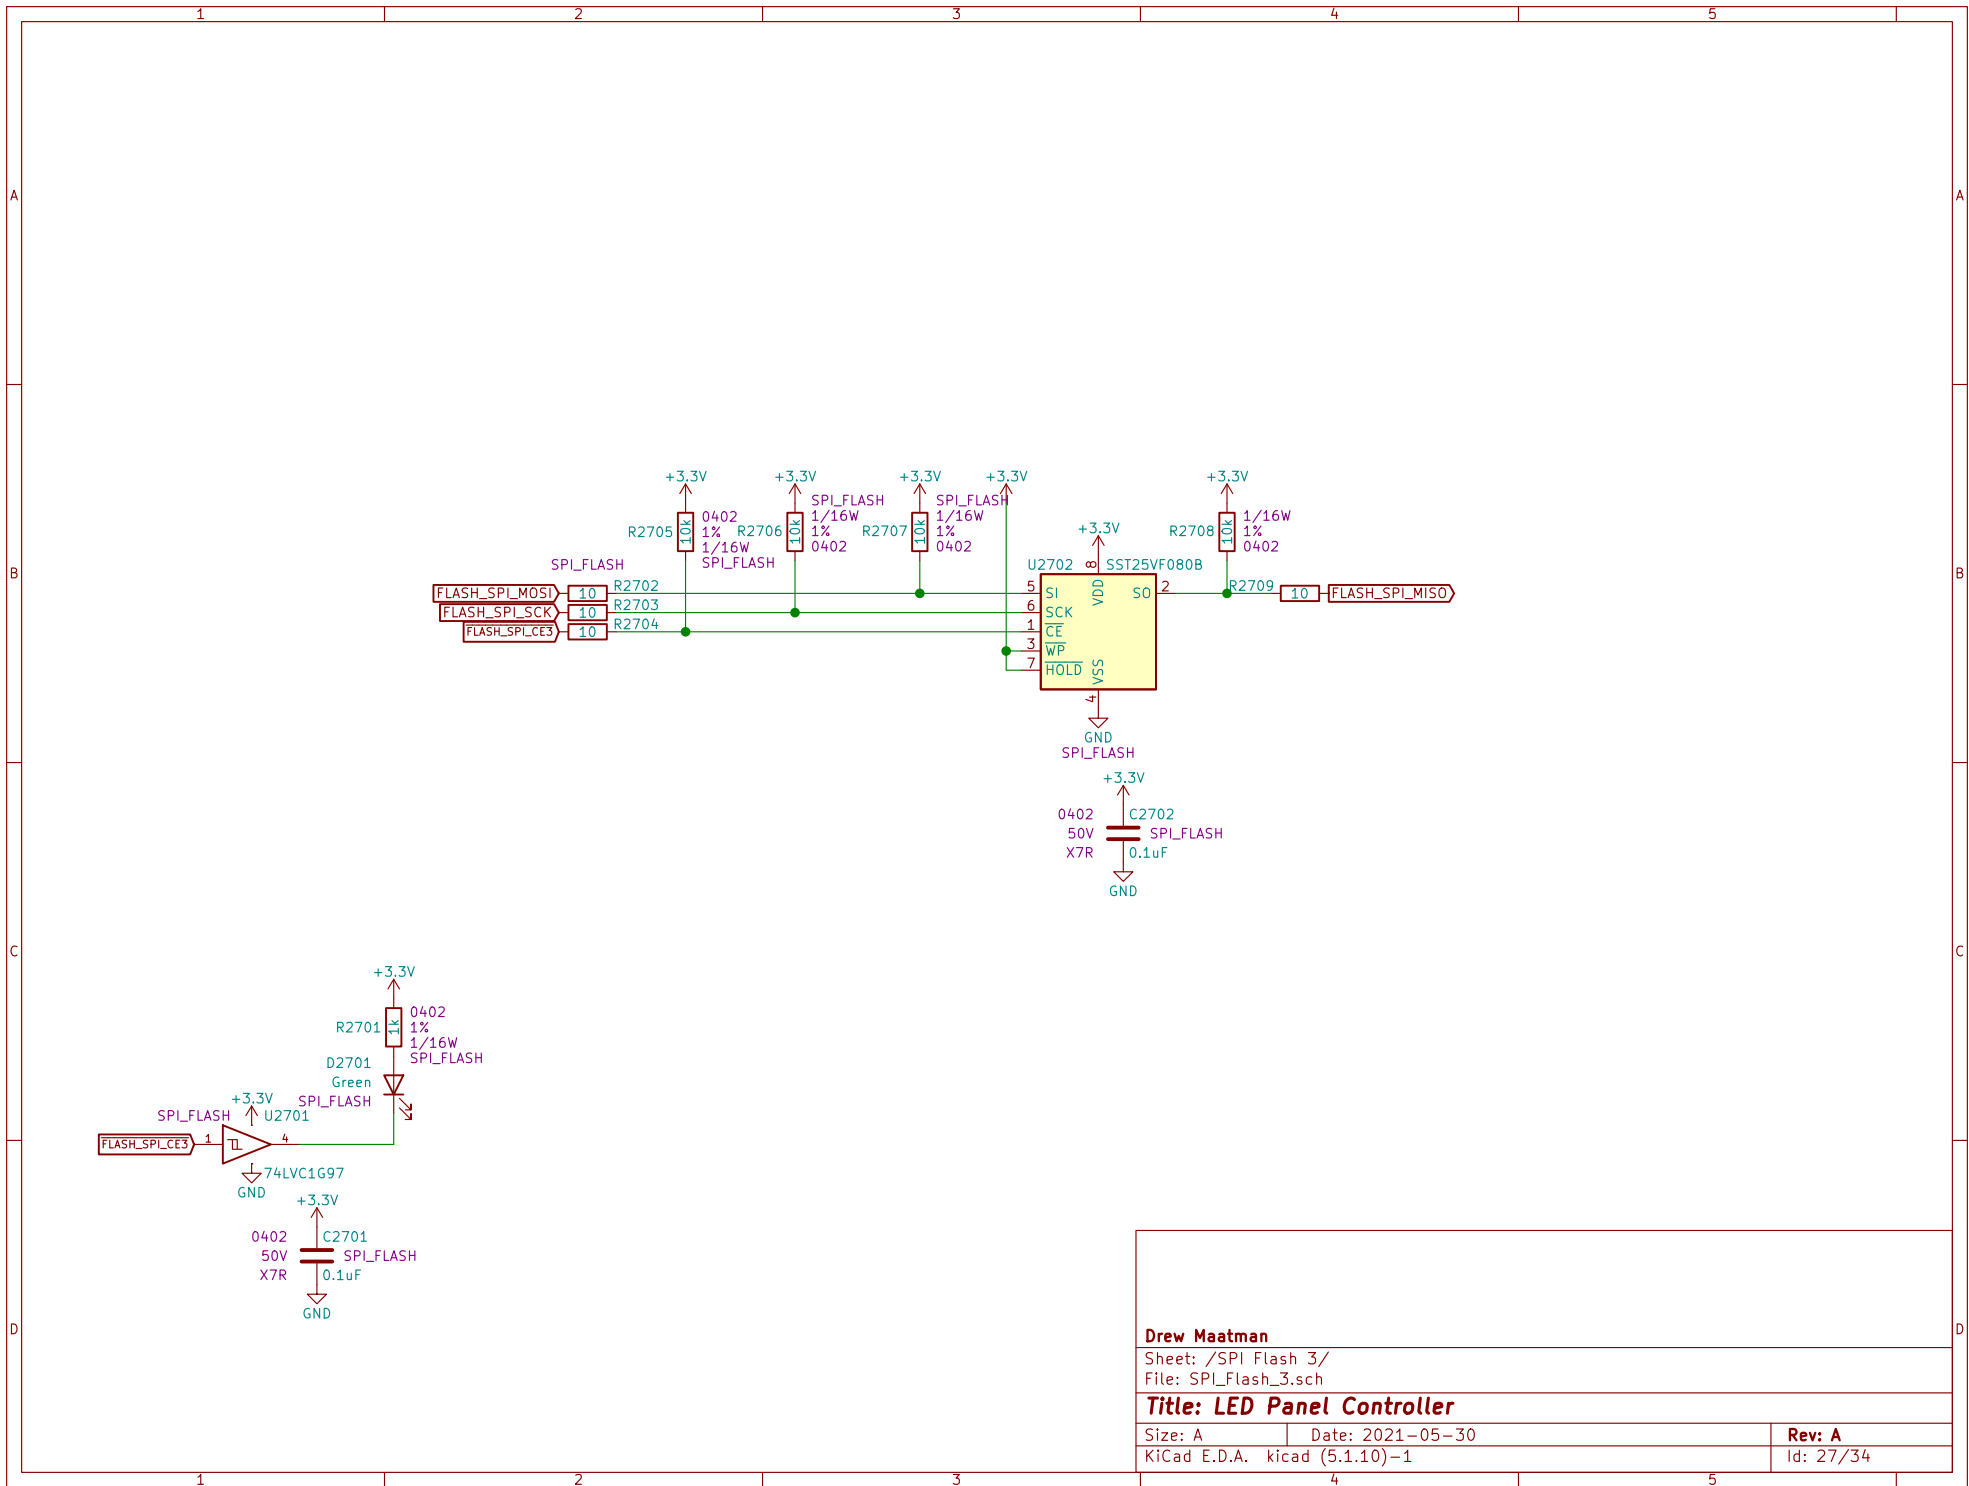 1 2 3 4 5
A A
+3.3V +3.3V +3.3V +3.3V +3.3V
SPI_FLASH SPI_FLASH
R2705 10k 0402 1% 1/16W SPI_FLASH
R2706 10k 1/16W 1% 0402
R2707 10k 1/16W 1% 0402
R2708 10k 1/16W 1% 0402
+3.3V
SPI_FLASH U2702 8 SST25VF080B
B B
FLASH_SPI_MOSI 10 R2702 5 SI VDD SO 2 R2709 10 FLASH_SPI_MISO
FLASH_SPI_SCK 10 R2703 6 SCK
FLASH_SPI_CE3 10 R2704 1 CE
3 WP
7 HOLD VSS
4
GND
SPI_FLASH
+3.3V
0402 C2702
50V SPI_FLASH
X7R 0.1uF
GND
C C
+3.3V
R2701 1k 0402
1%
1/16W
SPI_FLASH
D2701
Green
SPI_FLASH
+3.3V
SPI_FLASH U2701
FLASH_SPI_CE3 1 4
74LVC1G97
GND
+3.3V
0402 C2701
50V SPI_FLASH
X7R 0.1uF
GND
D D
Drew Maatman
Sheet: /SPI Flash 3/
File: SPI_Flash_3.sch
Title: LED Panel Controller
Size: A Date: 2021-05-30 Rev: A
KiCad E.D.A. kicad (5.1.10)-1 Id: 27/34
1 2 3 4 5